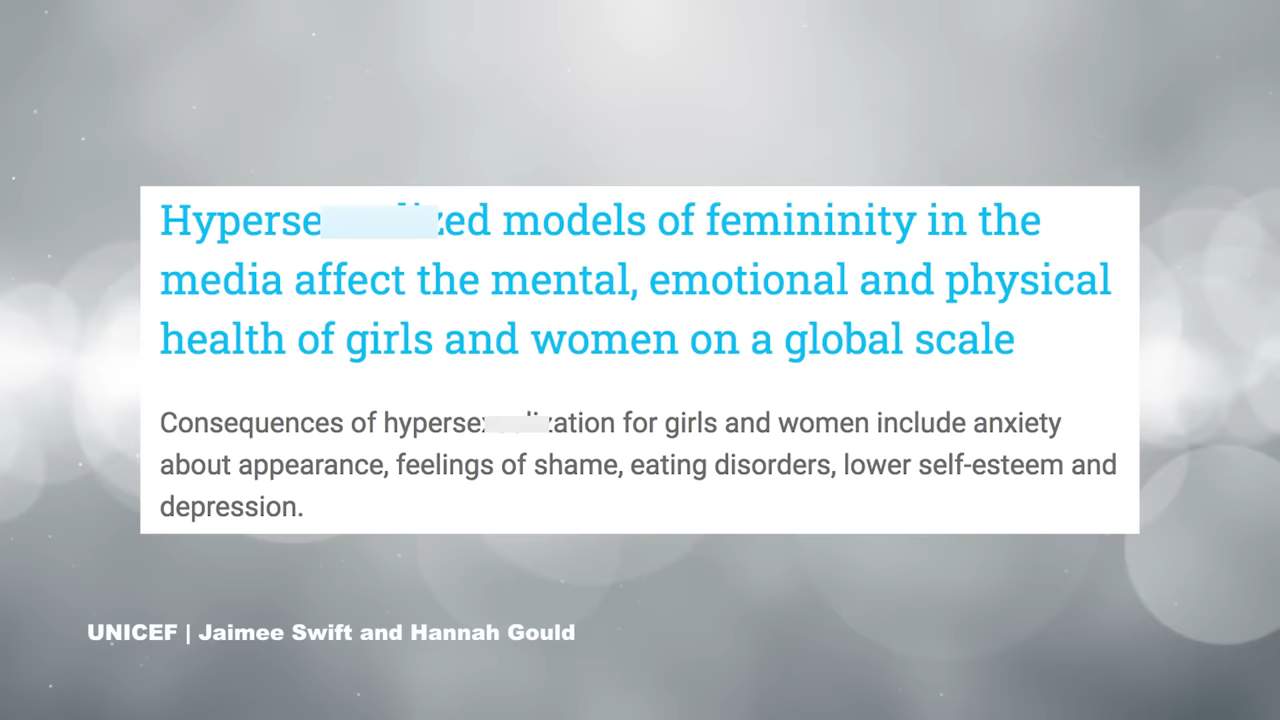 models of femininity in the
media affect the mental, emotional and physical
health of girls and women on a global scale
Consequences of for girls and women include anxiety
about appearance, feelings of shame, eating disorders, lower self-esteem and
depression.
UNICEF | Jaimee Swift and Hannah Gould